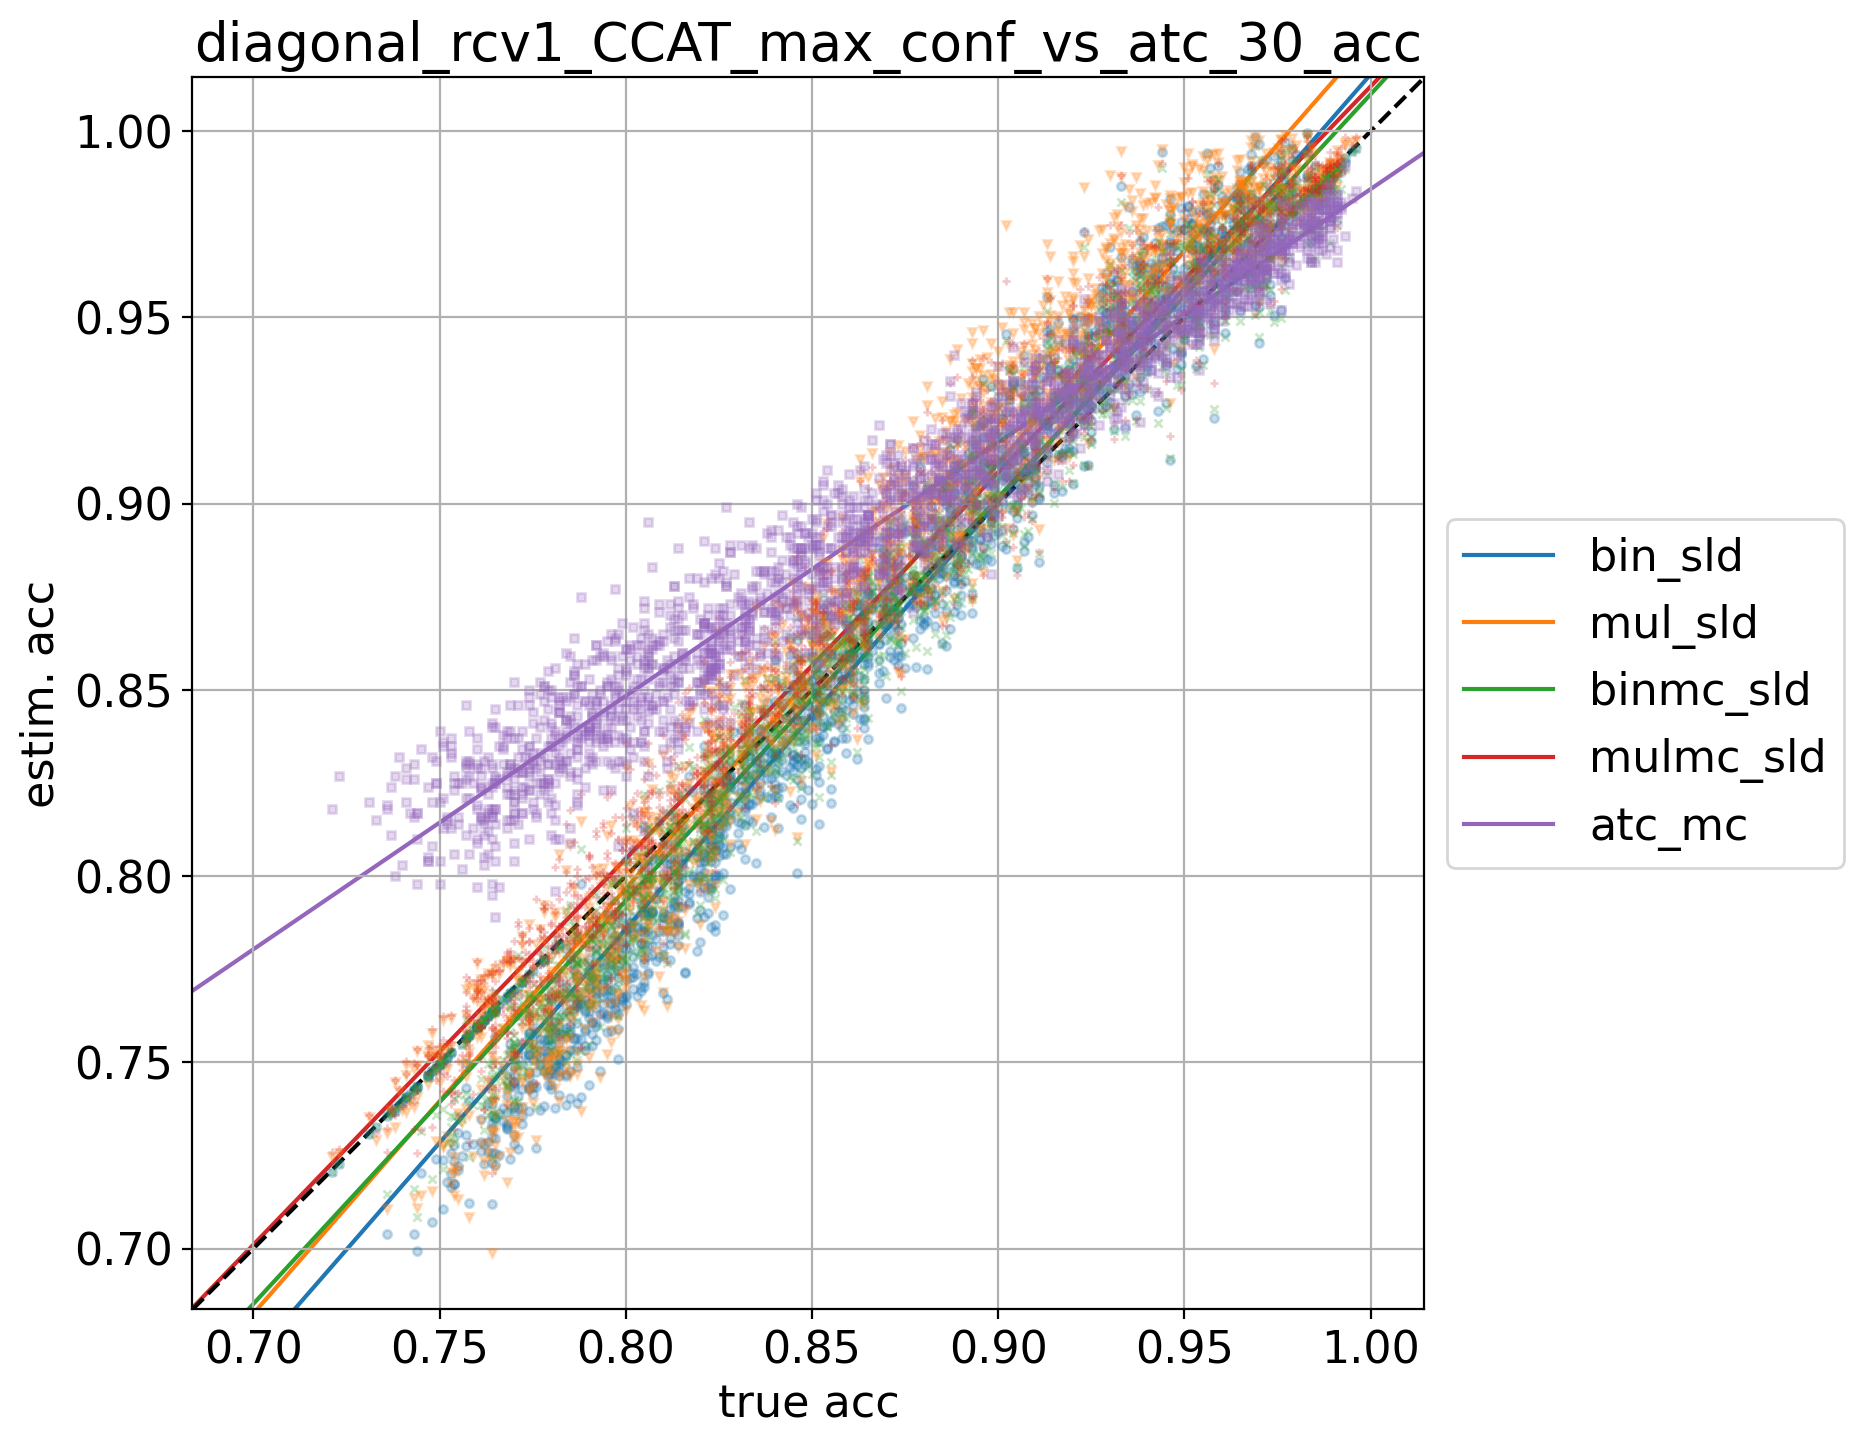 diagonal_rcv1_CCAT_max_conf_vs_atc_30_acc
1.00
0.95
0.90
0.85
0.80
0.75
0.70
estim. acc
0.70 0.75 0.80 0.85 0.90 0.95 1.00
true acc
bin_sld
mul_sld
binmc_sld
mulmc_sld
atc_mc